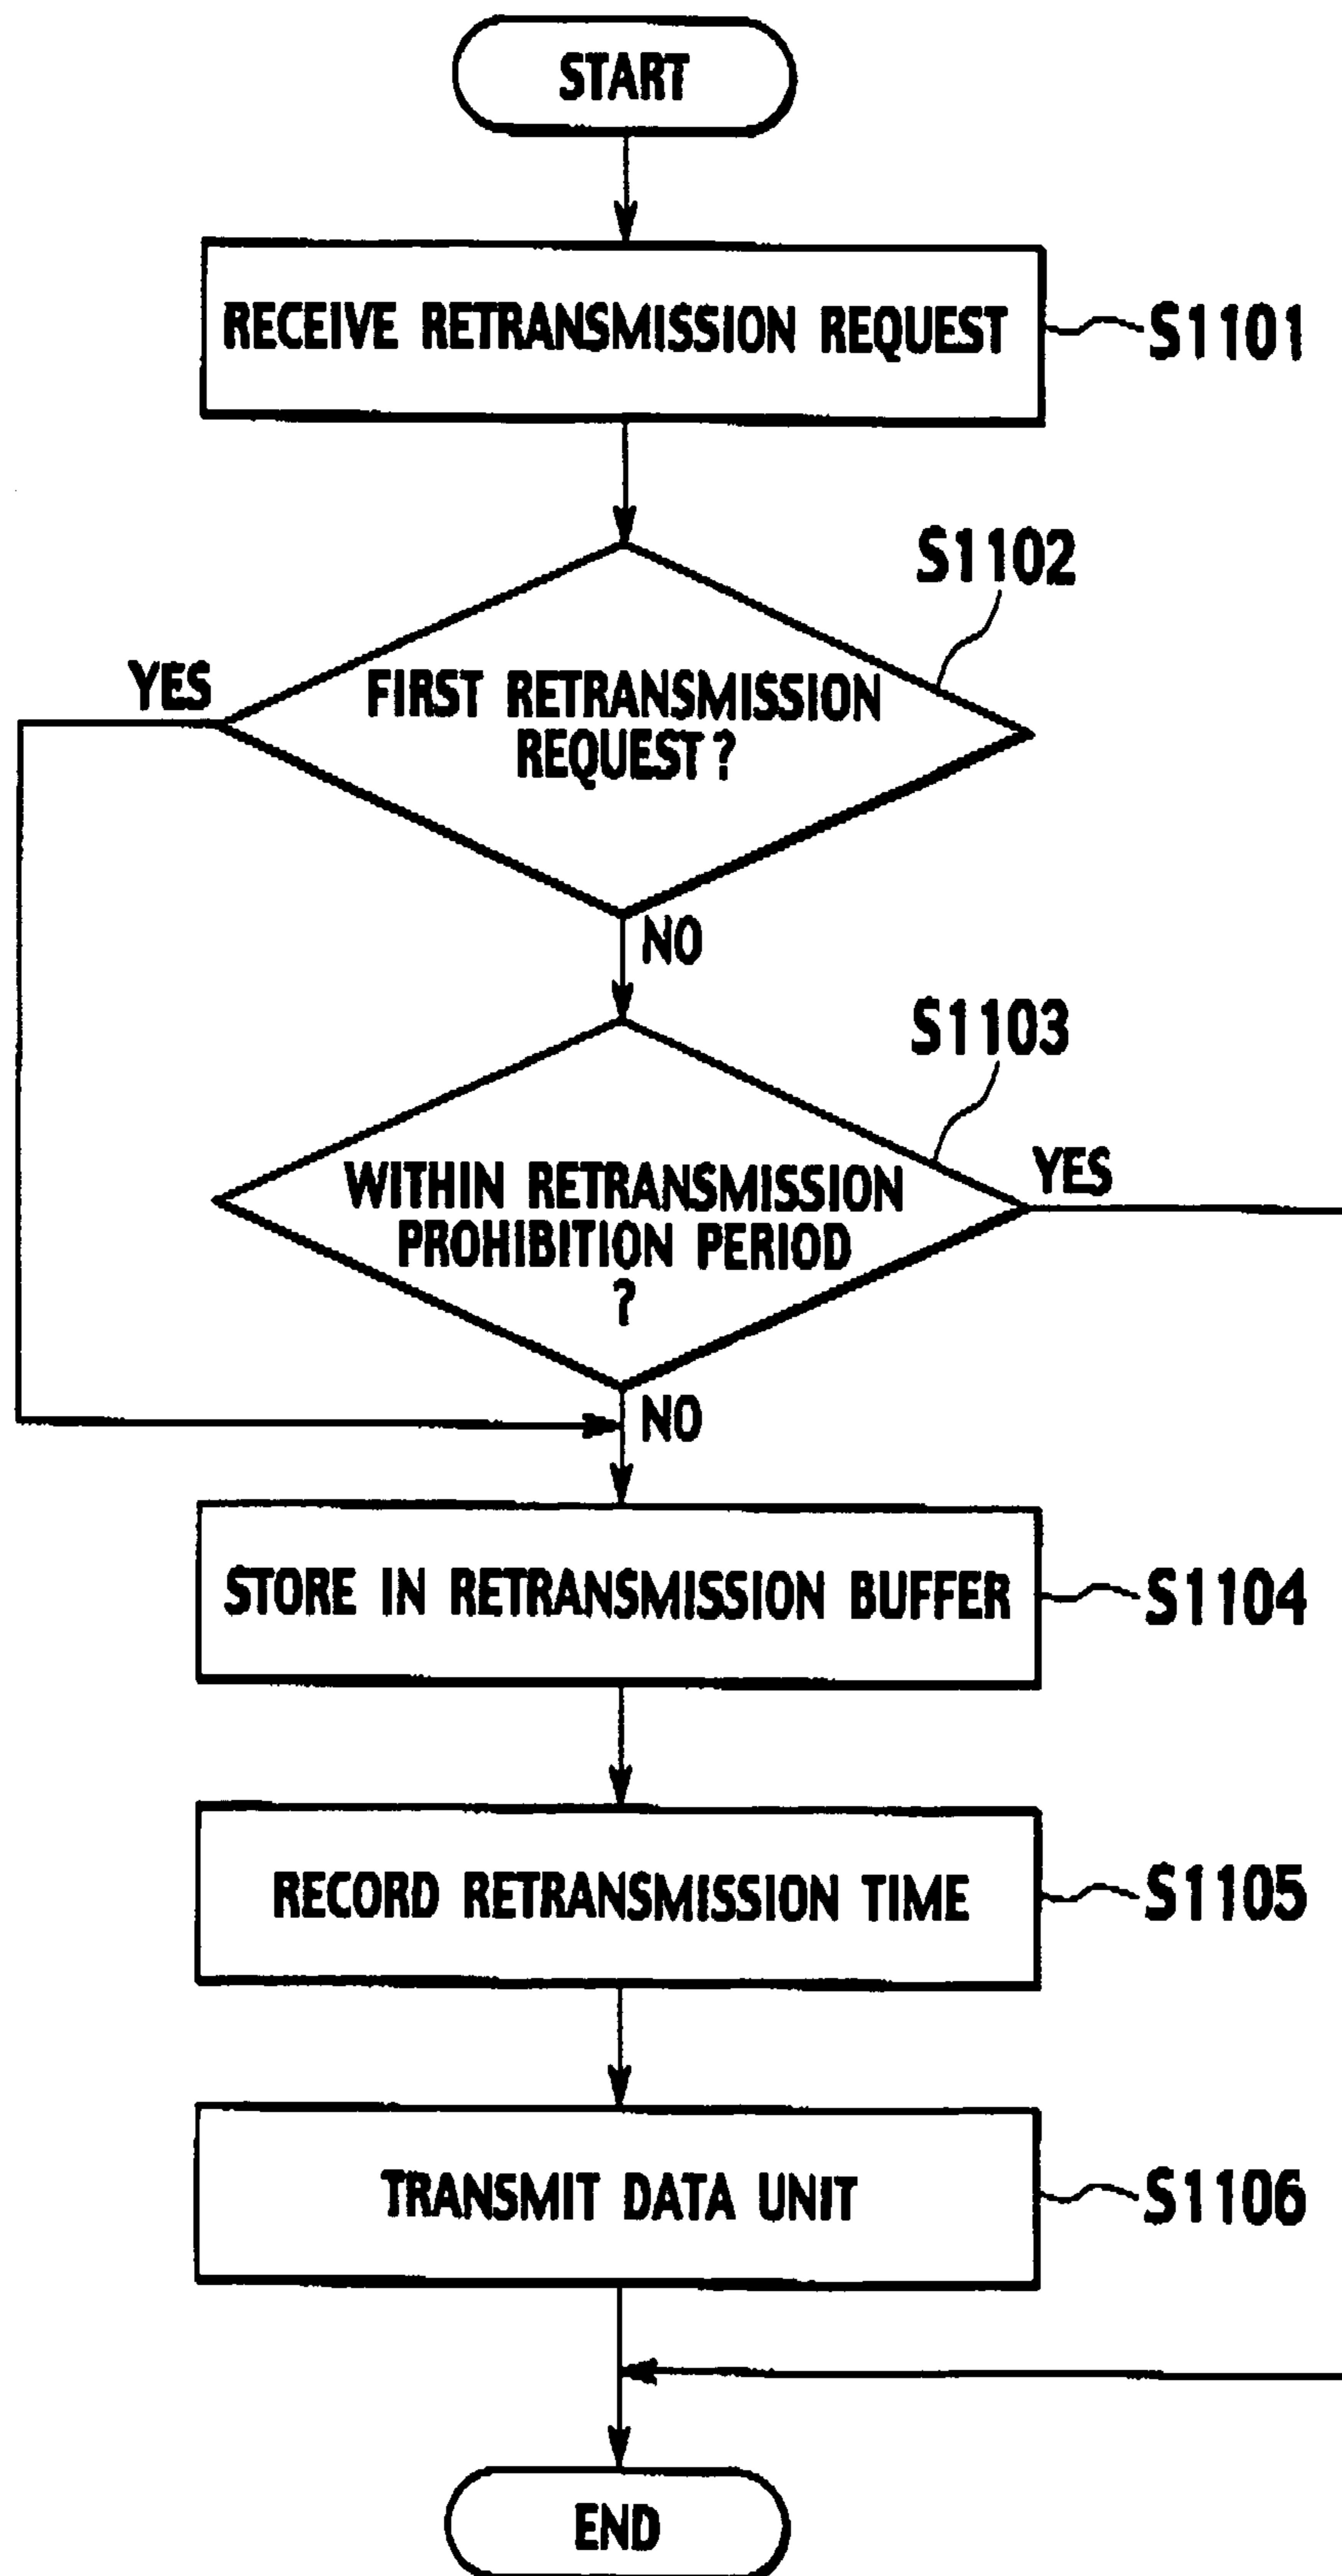 START
RECEIVE RETRANSMISSION REQUEST
S1101
S1102
YES
FIRST RETRANSMISSION
REQUEST?
NO
S1103
YES
WITHIN RETRANSMISSION
PROHIBITION PERIOD
?
NO
STORE IN RETRANSMISSION BUFFER
S1104
RECORD RETRANSMISSION TIME
S1105
TRANSMIT DATA UNIT
S1106
END